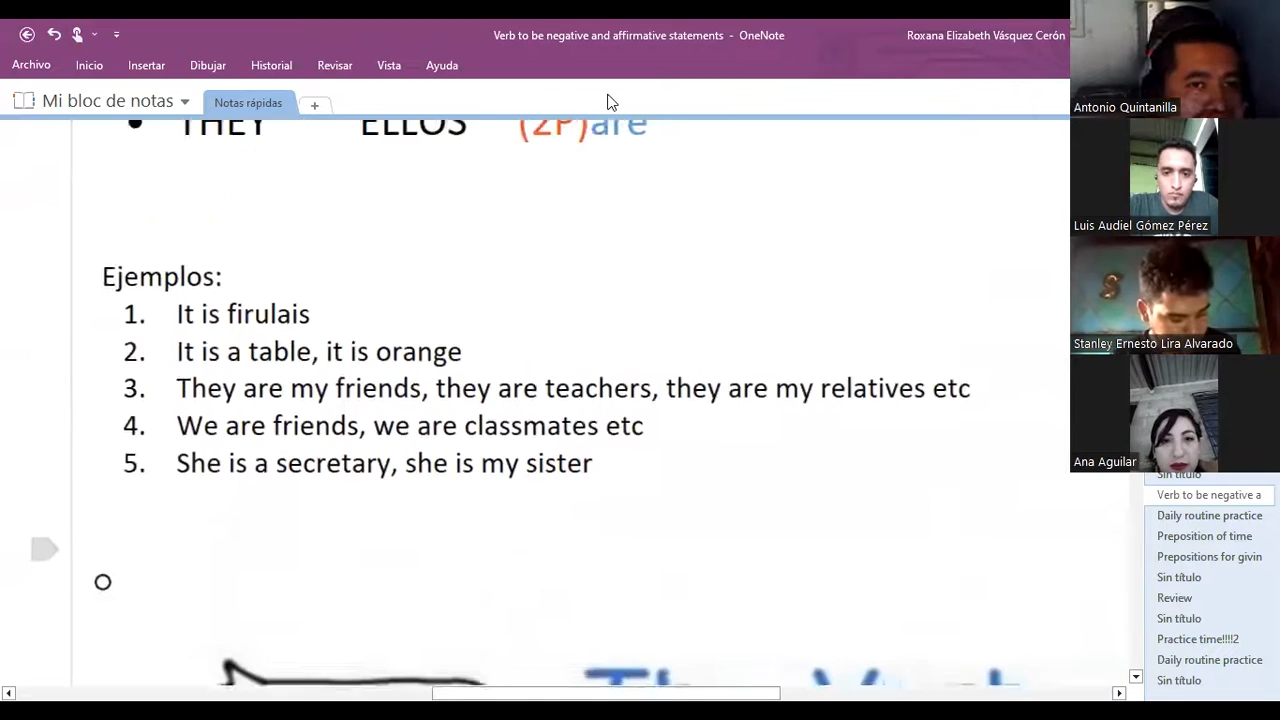 Verb to be negative and affirmative statements - OneNote
Roxana Elizabeth Vásquez Cerón
Archivo Inicio Insertar Dibujar Historial Revisar Vista Ayuda
Mi bloc de notas Notas rápidas
• THEY ELLOS (2P)are
Ejemplos:
1. It is firulais
2. It is a table, it is orange
3. They are my friends, they are teachers, they are my relatives etc
4. We are friends, we are classmates etc
5. She is a secretary, she is my sister
Antonio Quintanilla
Luis Audiel Gómez Pérez
Stanley Ernesto Lira Alvarado
Ana Aguilar
Sin título
Verb to be negative a
Daily routine practice
Preposition of time
Prepositions for givin
Sin título
Review
Sin título
Practice time!!!!2
Daily routine practice
Sin título